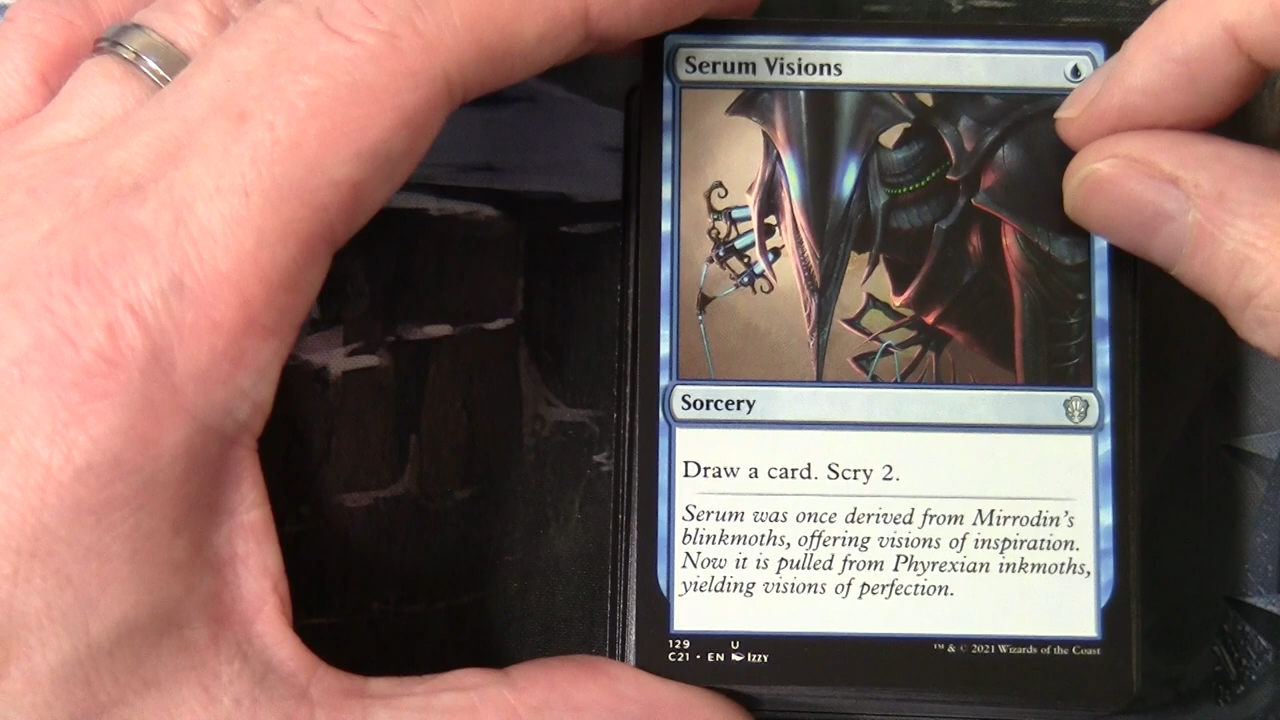 Serum Visions
Sorcery
Draw a card. Scry 2.
Serum was once derived from Mirrodin's
blinkmoths, offering visions of inspiration.
Now it is pulled from Phyrexian inkmoths,
yielding visions of perfection.
129 U
C21 • EN Izzy
™ & © 2021 Wizards of the Coast